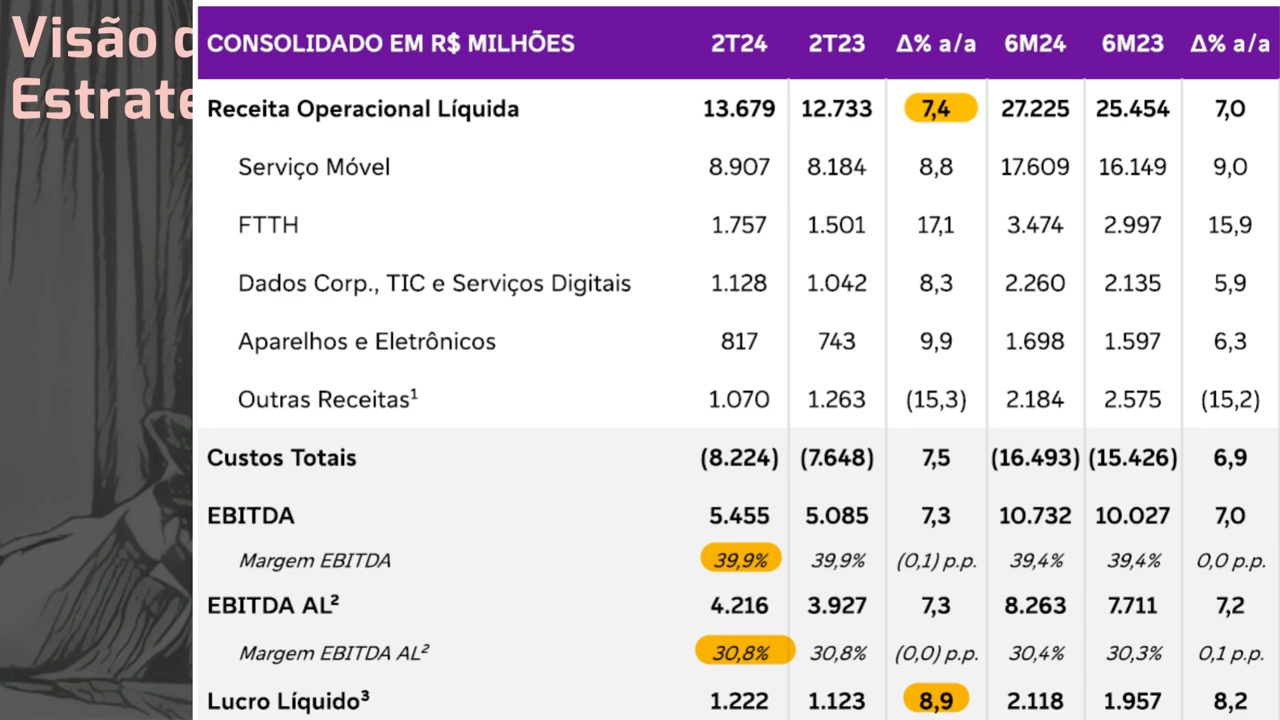 Visão
Estrate
CONSOLIDADO EM R$ MILHÕES 2T24 2T23 Δ% a/a 6M24 6M23 Δ% a/a
Receita Operacional Líquida 13.679 12.733 7,4 27.225 25.454 7,0
Serviço Móvel 8.907 8.184 8,8 17.609 16.149 9,0
FTTH 1.757 1.501 17,1 3.474 2.997 15,9
Dados Corp., TIC e Serviços Digitais 1.128 1.042 8,3 2.260 2.135 5,9
Aparelhos e Eletrônicos 817 743 9,9 1.698 1.597 6,3
Outras Receitas¹ 1.070 1.263 (15,3) 2.184 2.575 (15,2)
Custos Totais (8.224) (7.648) 7,5 (16.493) (15.426) 6,9
EBITDA 5.455 5.085 7,3 10.732 10.027 7,0
Margem EBITDA 39,9% 39,9% (0,1) p.p. 39,4% 39,4% 0,0 p.p.
EBITDA AL² 4.216 3.927 7,3 8.263 7.711 7,2
Margem EBITDA AL² 30,8% 30,8% (0,0) p.p. 30,4% 30,3% 0,1 p.p.
Lucro Líquido³ 1.222 1.123 8,9 2.118 1.957 8,2